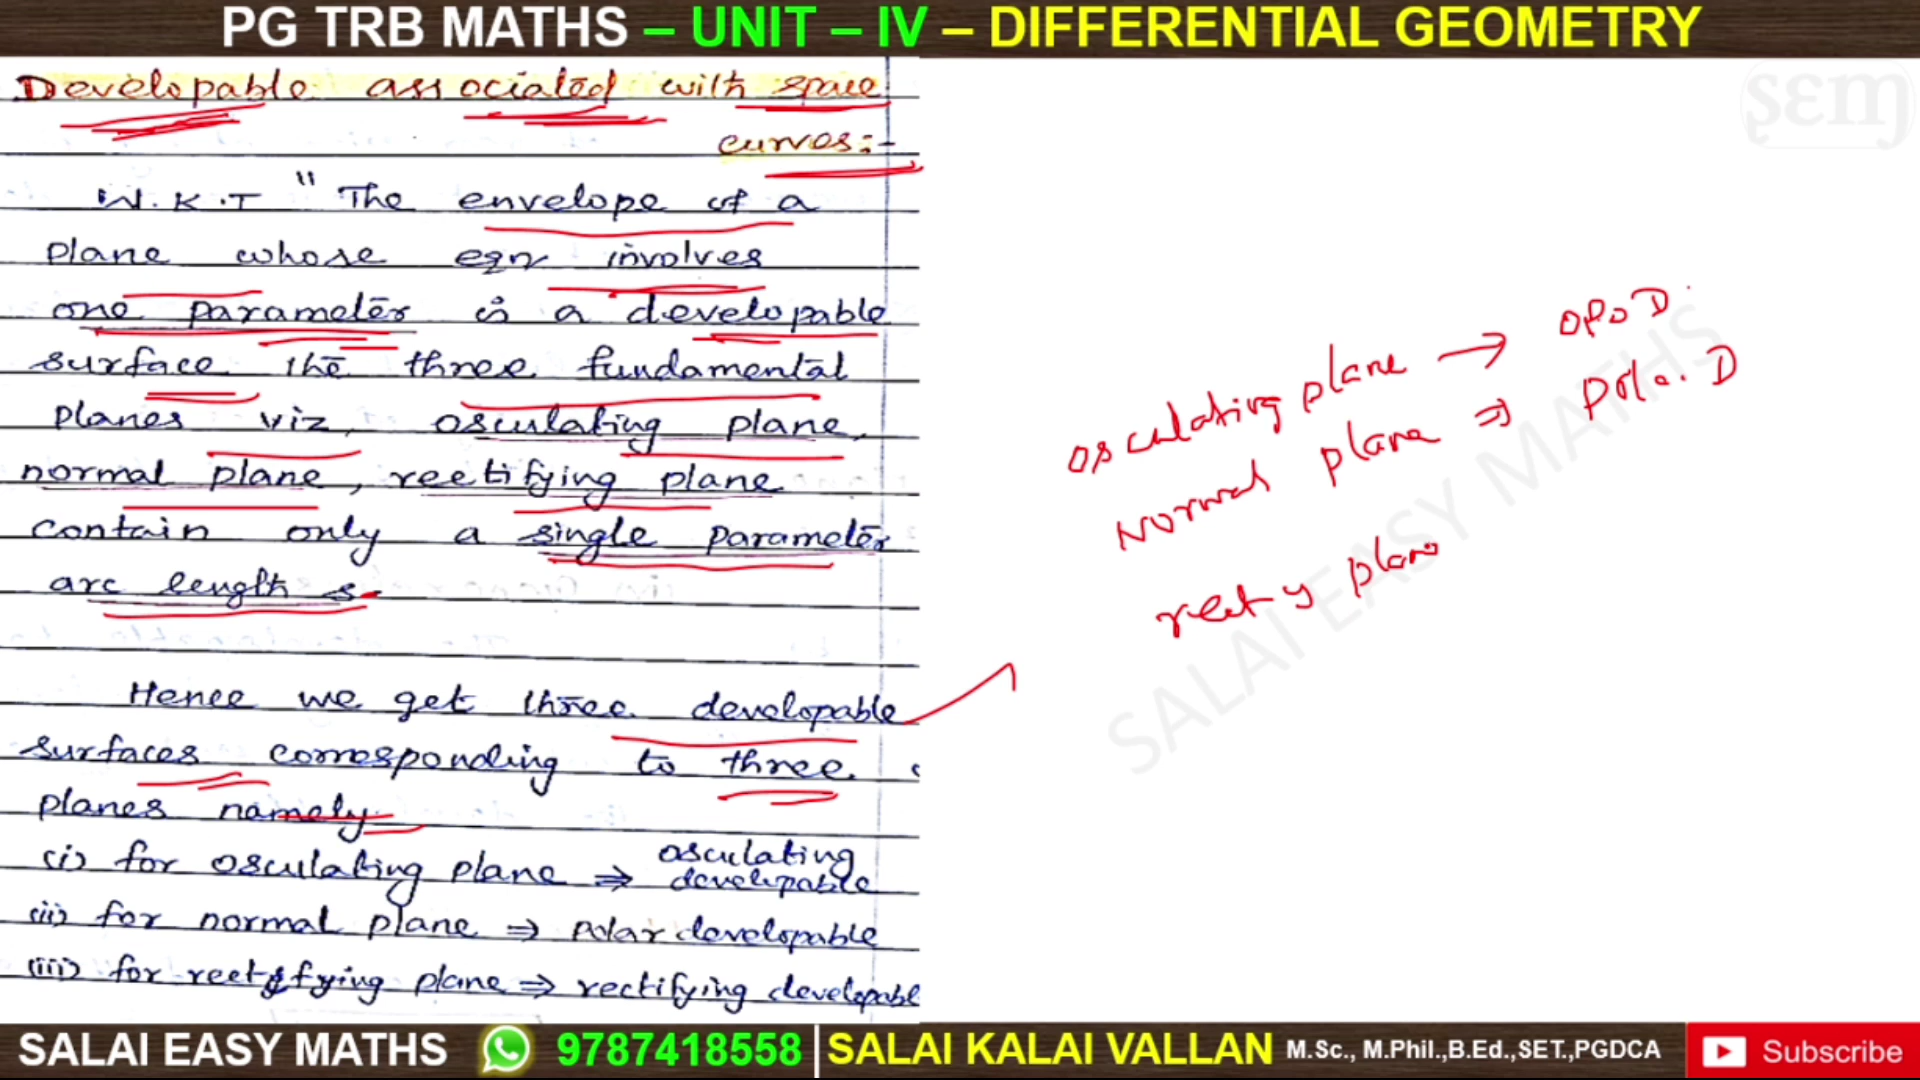 PG TRB MATHS – UNIT – IV – DIFFERENTIAL GEOMETRY
sem
Developable associated with space
curves:-
W.K.T " The envelope of a
plane whose eqn involves
one parameter is a developable
surface the three fundamental
planes viz, osculating plane,
normal plane, rectifying plane
contain only a single parameter
arc length s.
Hence we get three developable
surfaces corresponding to three
planes namely
(i) for osculating plane ⇒ osculating
developable
(ii) for normal plane ⇒ polar developable
(iii) for rectifying plane ⇒ rectifying developable
osculating plane →
Normal plane ⇒
plane
SALAI EASY MATHS
SALAI EASY MATHS 9787418558 SALAI KALAI VALLAN M.Sc., M.Phil.,B.Ed.,SET.,PGDCA Subscribe